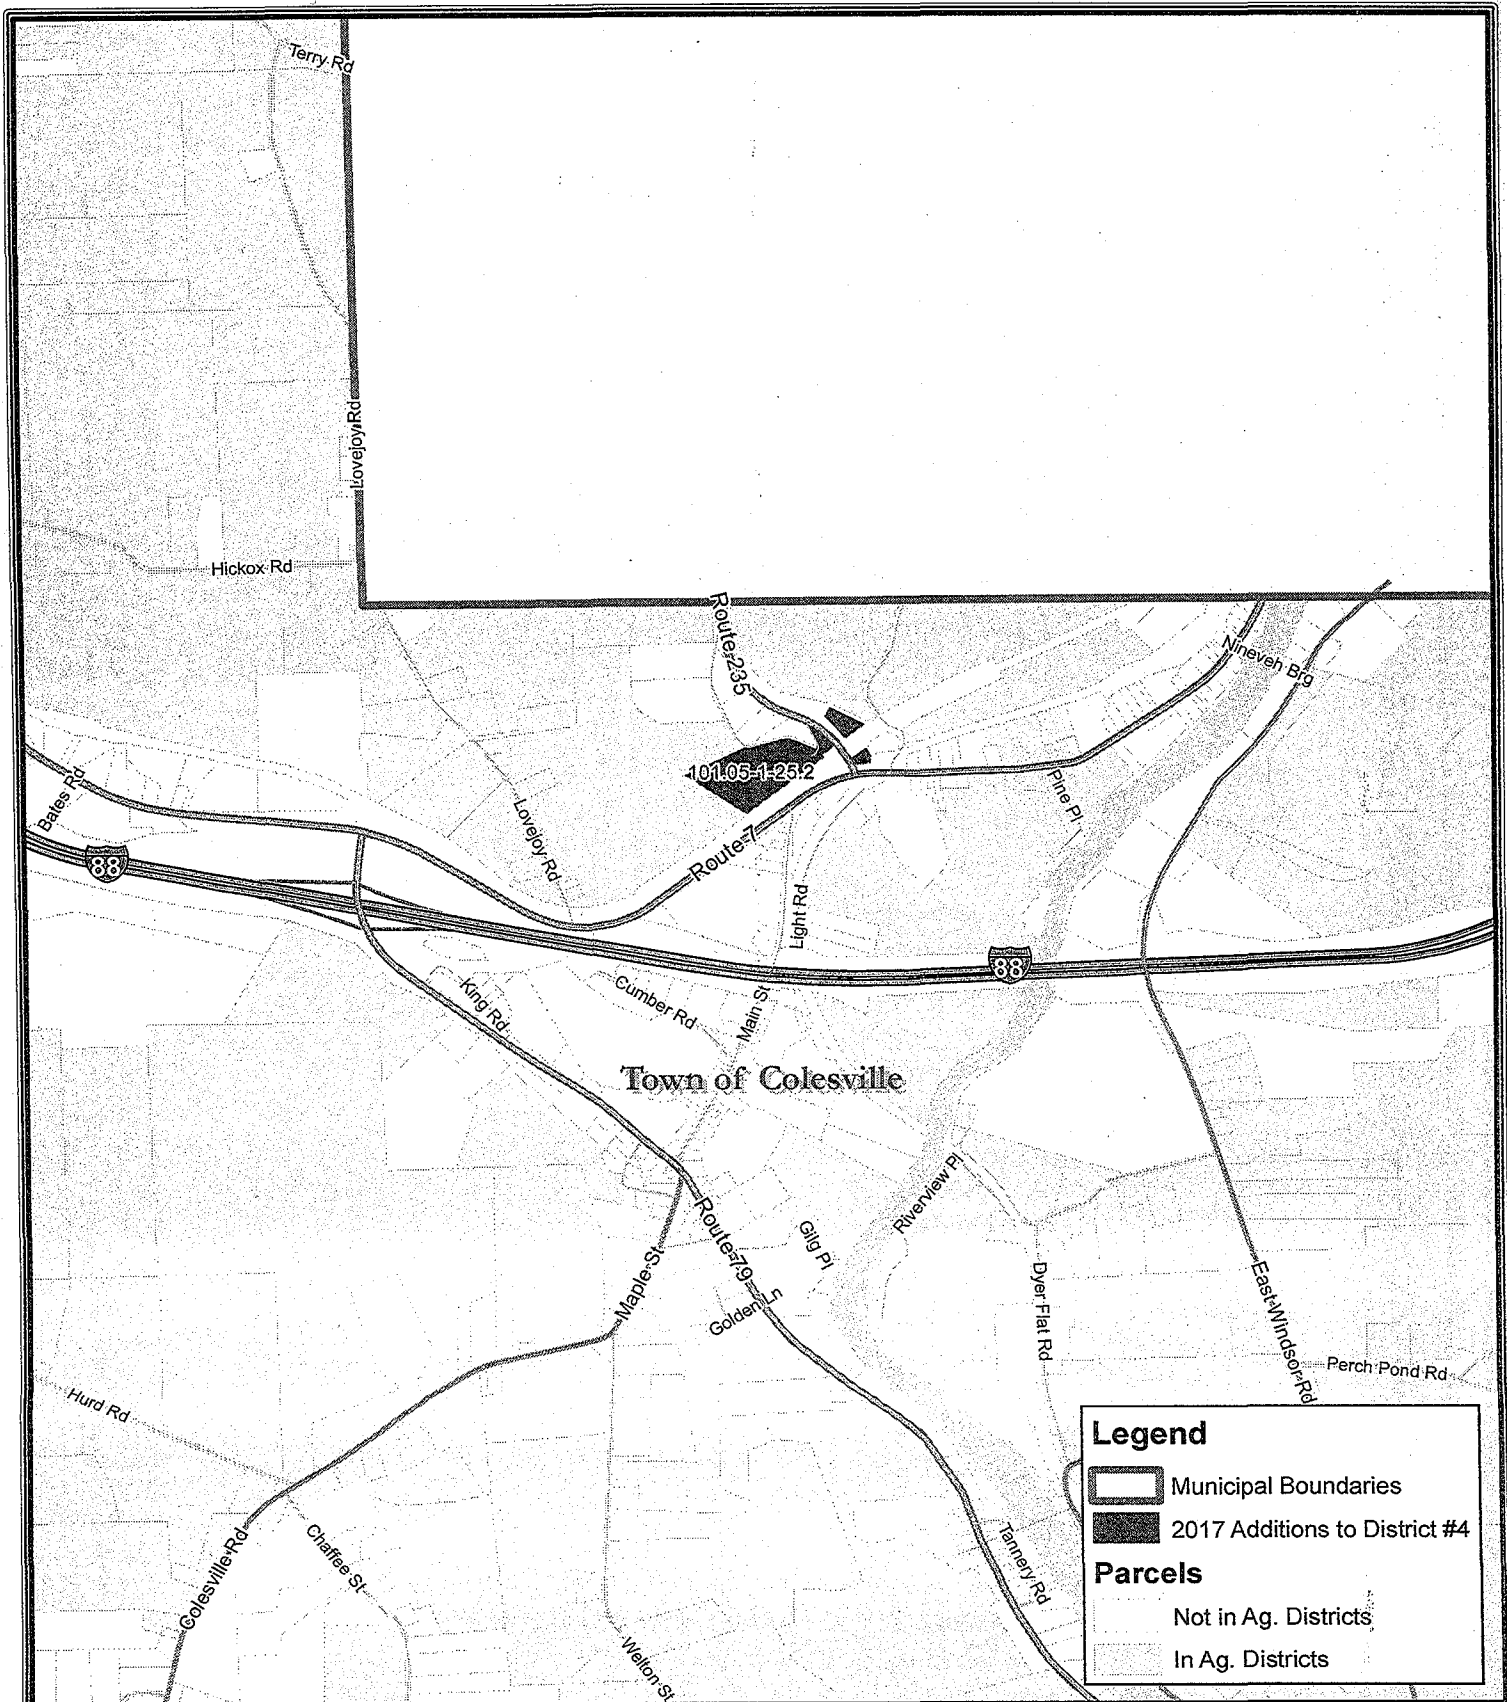 Terry Rd
Lovejoy Rd
Hickox Rd
Route 235
Nineveh Brg
101.05-1-25.2
Bates Rd
Pine Pl
Lovejoy Rd
Route 7
88
Light Rd
88
King Rd
Cumber Rd
Main St
Town of Colesville
Riverview Pl
Route 79
Gilg Pl
Maple St
Golden Ln
Dyer Flat Rd
East Windsor Rd
Perch Pond Rd
Hurd Rd
Colesville Rd
Chaffee St
Tannery Rd
Welton St
Legend
Municipal Boundaries
2017 Additions to District #4
Parcels
Not in Ag. Districts
In Ag. Districts